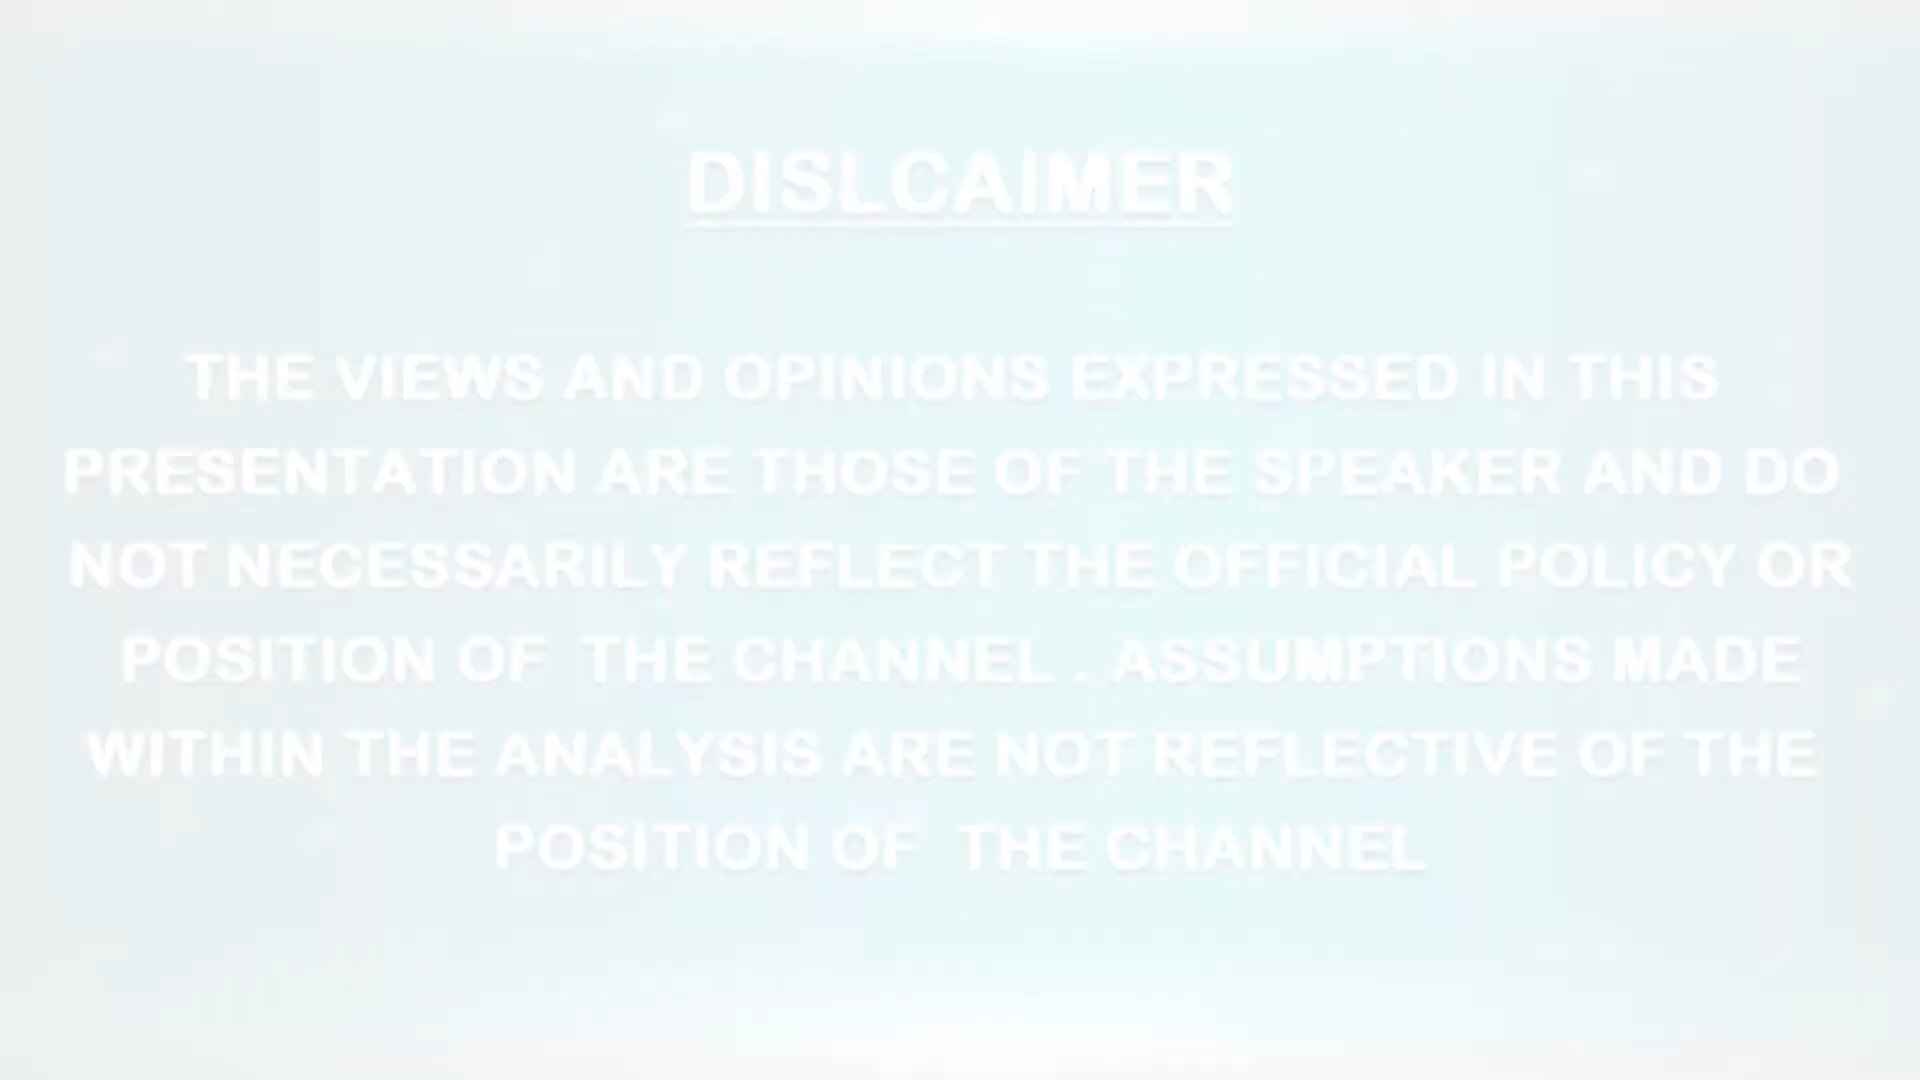 DISLCAIMER
THE VIEWS AND OPINIONS EXPRESSED IN THIS
PRESENTATION ARE THOSE OF THE SPEAKER AND DO
NOT NECESSARILY REFLECT THE OFFICIAL POLICY OR
POSITION OF THE CHANNEL . ASSUMPTIONS MADE
WITHIN THE ANALYSIS ARE NOT REFLECTIVE OF THE
POSITION OF THE CHANNEL